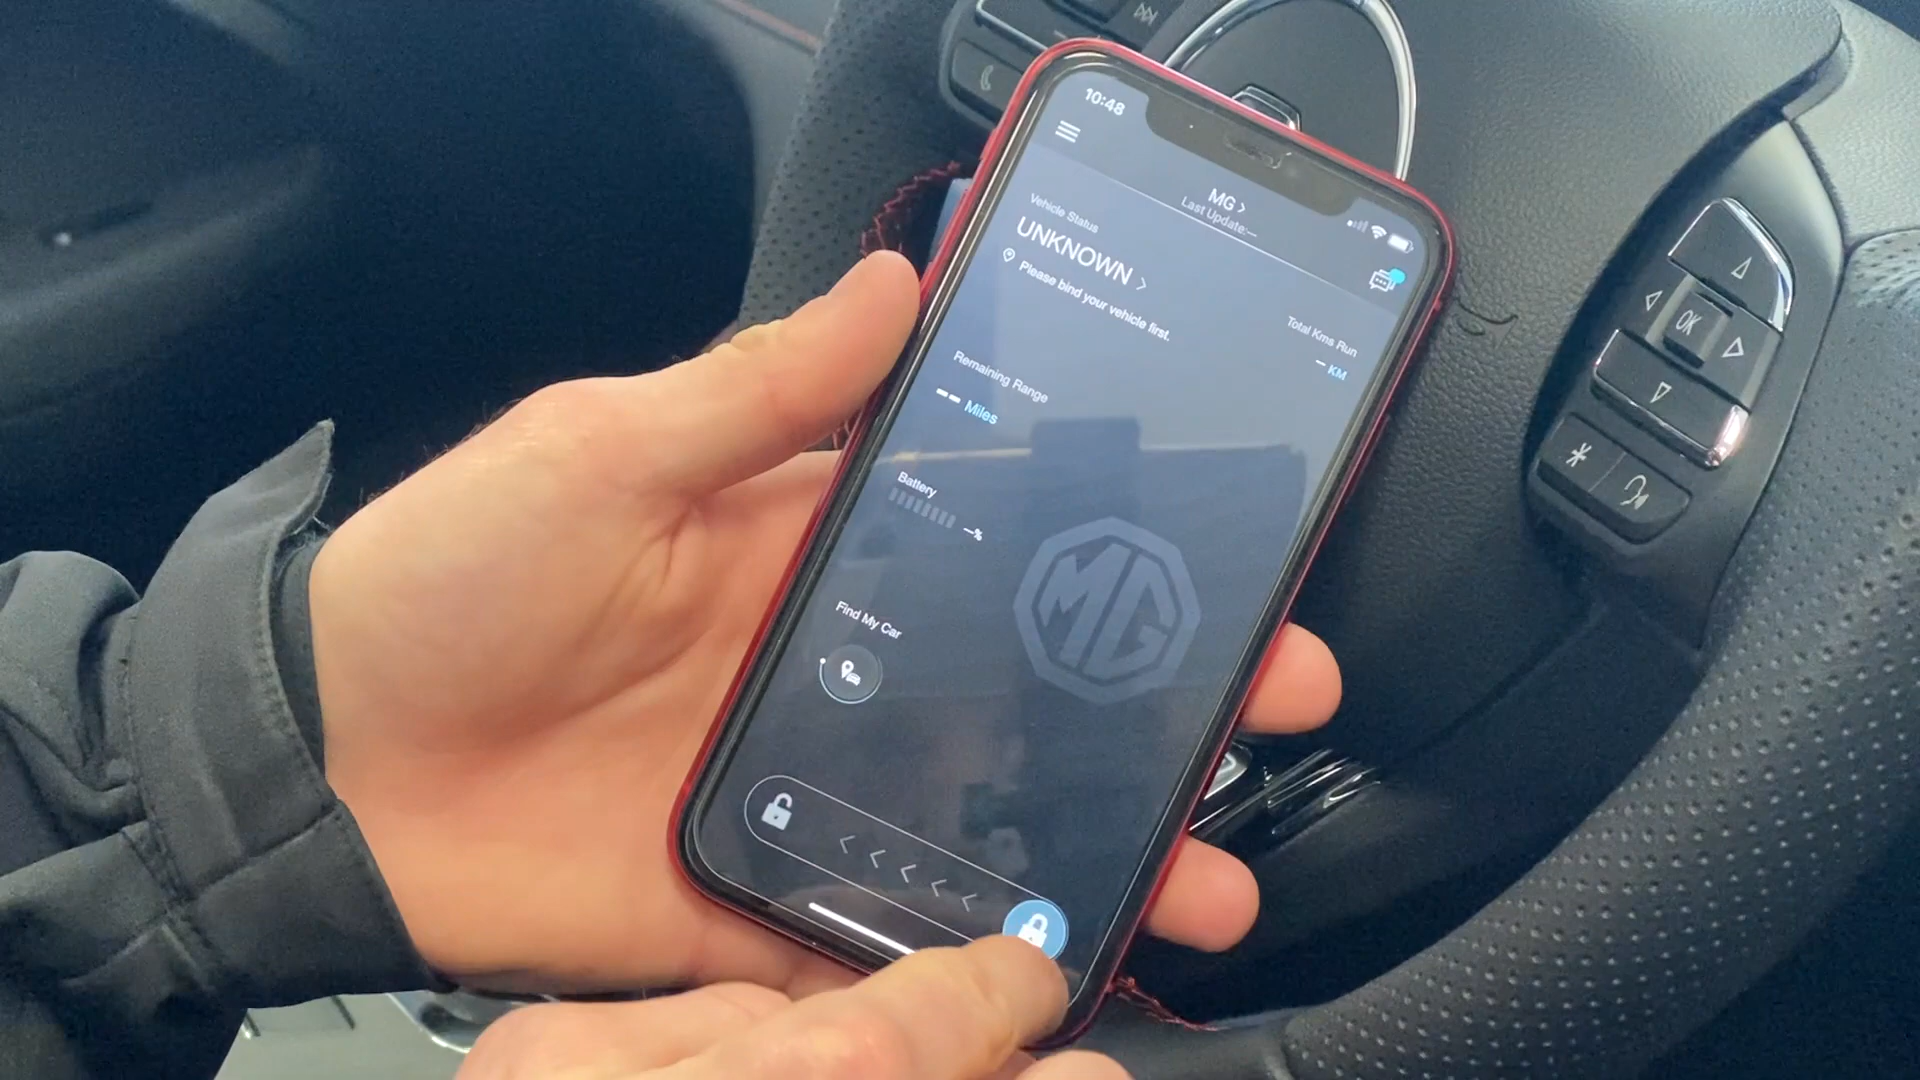 10:48
MG >
Last Update:--
Vehicle Status
UNKNOWN >
Please bind your vehicle first.
Total Kms Run
-- KM
Remaining Range
-- Miles
Battery
--%
MG
Find My Car
OK